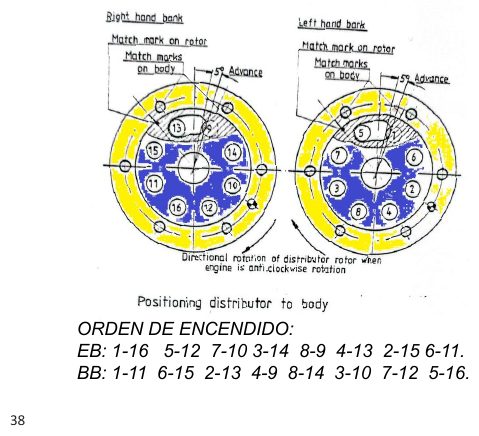 Right hand bank
Left hand bank
Match mark on rotor
Match mark on rotor
Match marks
on body
Match marks
on body
5° Advance
5° Advance
13
15
14
11
10
16
12
5
7
6
3
2
8
4
Directional rotation of distributor rotor when
engine is anti.clockwise rotation
Positioning distributor to body
ORDEN DE ENCENDIDO:
EB: 1-16 5-12 7-10 3-14 8-9 4-13 2-15 6-11.
BB: 1-11 6-15 2-13 4-9 8-14 3-10 7-12 5-16.
38